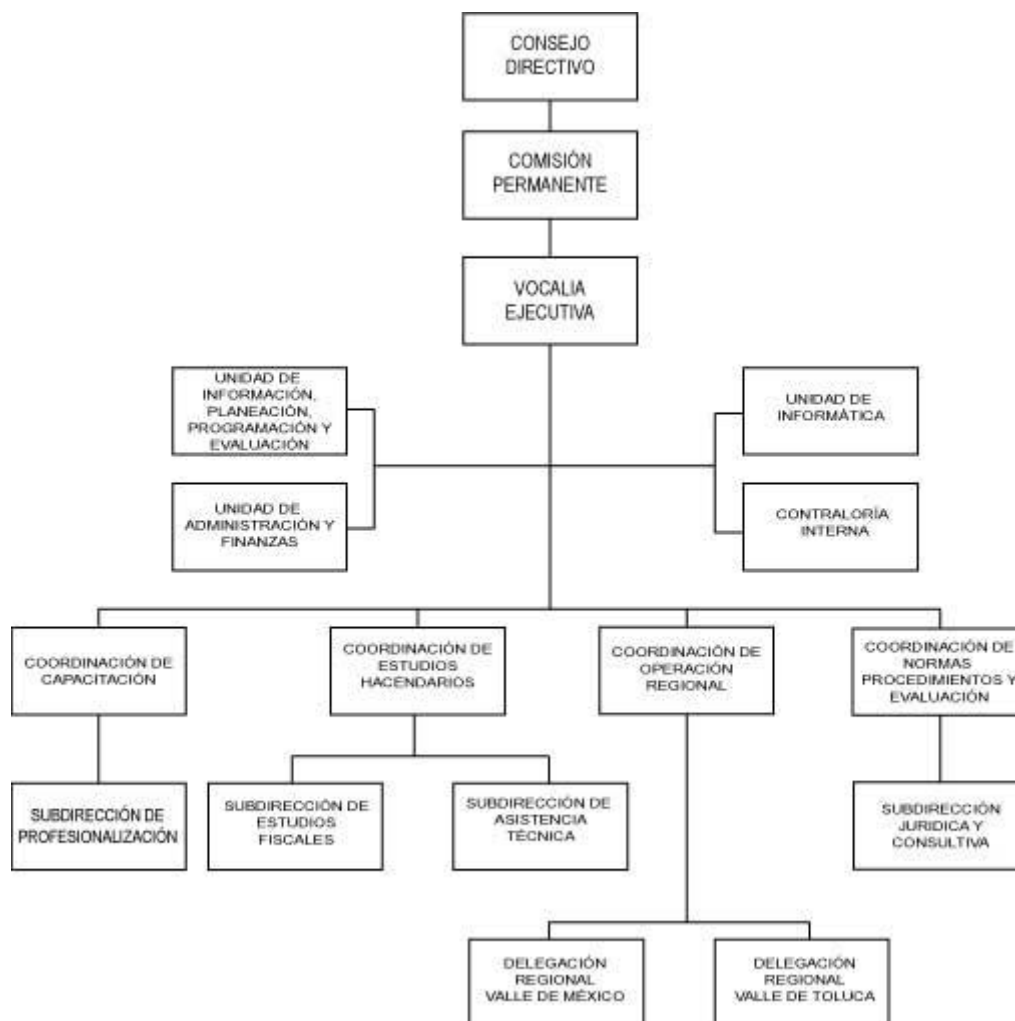 CONSEJO
DIRECTIVO
COMISIÓN
PERMANENTE
VOCALIA
EJECUTIVA
UNIDAD DE
INFORMACIÓN,
PLANEACIÓN,
PROGRAMACIÓN Y
EVALUACIÓN
UNIDAD DE
INFORMÁTICA
UNIDAD DE
ADMINISTRACIÓN Y
FINANZAS
CONTRALORÍA
INTERNA
COORDINACIÓN DE
CAPACITACIÓN
COORDINACIÓN DE
ESTUDIOS
HACENDARIOS
COORDINACIÓN DE
OPERACIÓN
REGIONAL
COORDINACIÓN DE
NORMAS
PROCEDIMIENTOS Y
EVALUACIÓN
SUBDIRECCIÓN DE
PROFESIONALIZACIÓN
SUBDIRECCIÓN DE
ESTUDIOS
FISCALES
SUBDIRECCIÓN DE
ASISTENCIA
TÉCNICA
SUBDIRECCIÓN
JURIDICA Y
CONSULTIVA
DELEGACIÓN
REGIONAL
VALLE DE MÉXICO
DELEGACIÓN
REGIONAL
VALLE DE TOLUCA